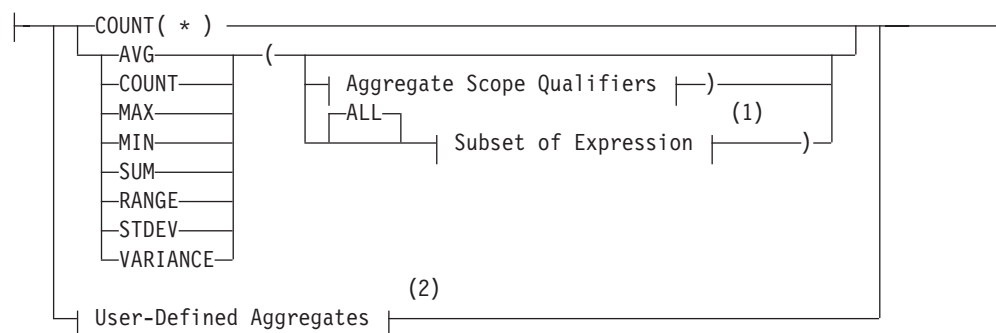 COUNT( * )
AVG (
COUNT Aggregate Scope Qualifiers )
MAX ALL (1)
MIN Subset of Expression )
SUM
RANGE
STDEV
VARIANCE
(2)
User-Defined Aggregates